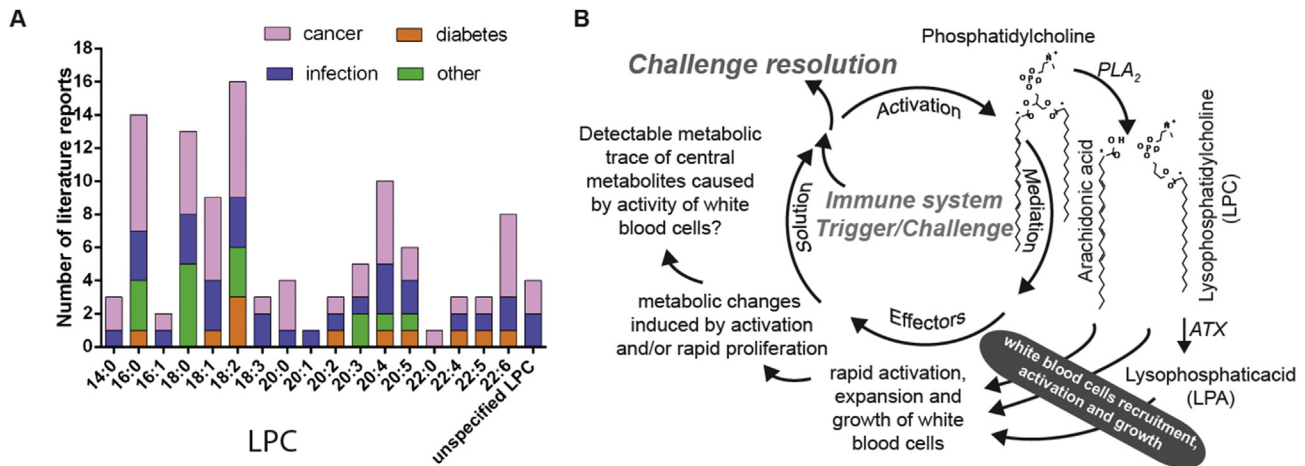 A
cancer
diabetes
infection
other
Number of literature reports
18
16
14
12
10
8
6
4
2
0
14:0
16:0
16:1
18:0
18:1
18:2
18:3
20:0
20:1
20:2
20:3
20:4
20:5
22:0
22:4
22:5
22:6
unspecified LPC
LPC
B
Phosphatidylcholine
Challenge resolution
PLA2
Activation
Detectable metabolic
trace of central
metabolites caused
by activity of white
blood cells?
Solution
Immune system
Trigger/Challenge
Mediation
Arachidonic acid
Lysophosphatidylcholine
(LPC)
metabolic changes
induced by activation
and/or rapid proliferation
Effectors
ATX
white blood cells recruitment,
activation and growth
Lysophosphaticacid
(LPA)
rapid activation,
expansion and
growth of white
blood cells